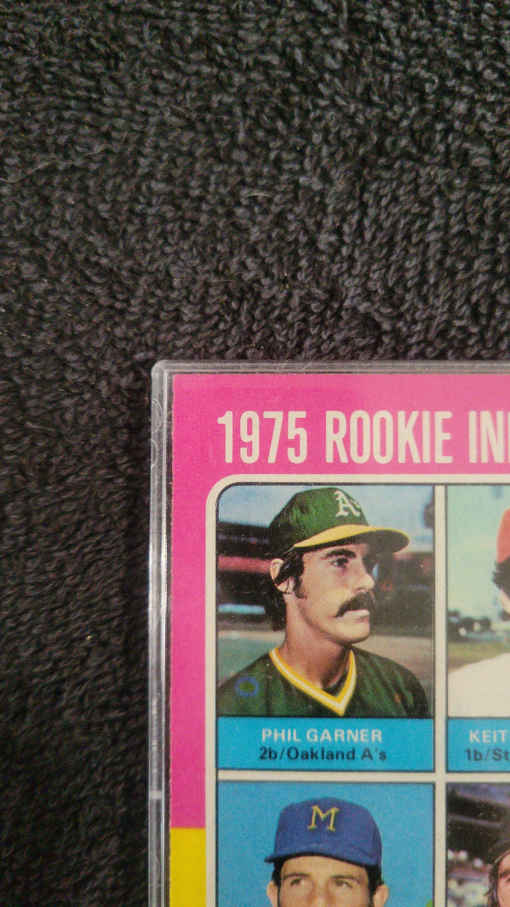 1975 ROOKIE IN
A's
PHIL GARNER
2b/Oakland A's
KEIT
1b/St
M